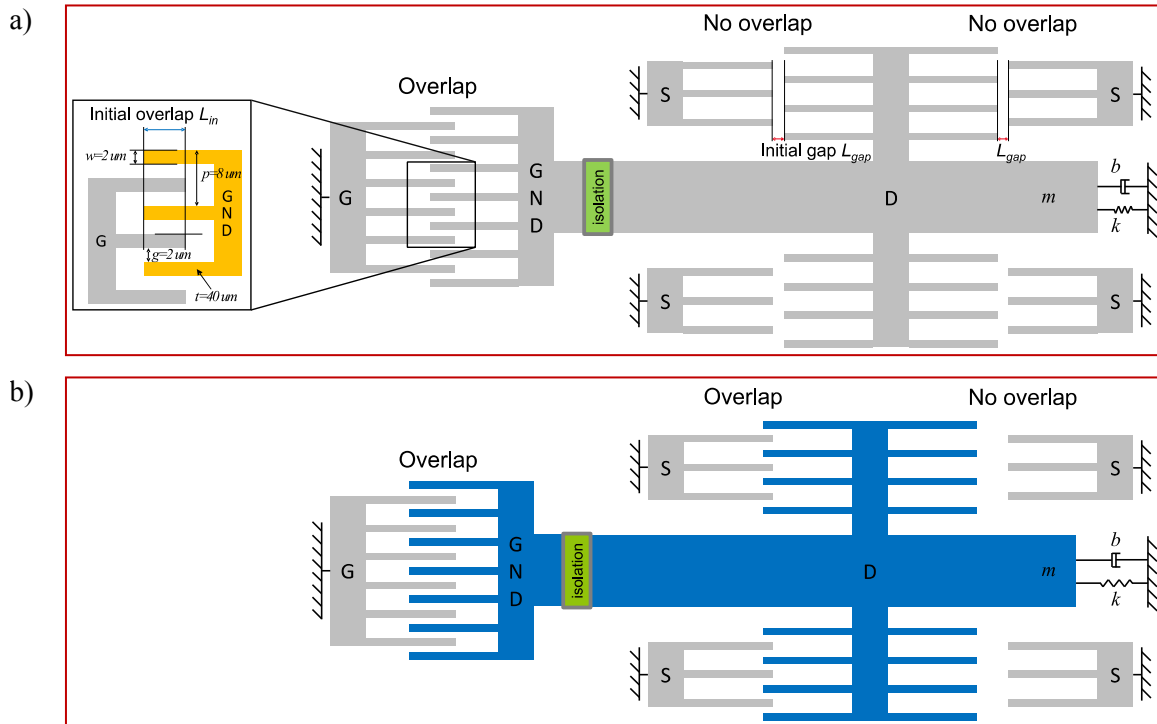 a)
No overlap
No overlap
Overlap
Initial overlap L_in
w=2 um
p=8 um
G
N
D
G
g=2 um
t=40 um
S
S
Initial gap L_gap
L_gap
G
G
N
D
isolation
D
m
b
k
S
S
b)
Overlap
No overlap
Overlap
S
S
G
G
N
D
isolation
D
m
b
k
S
S